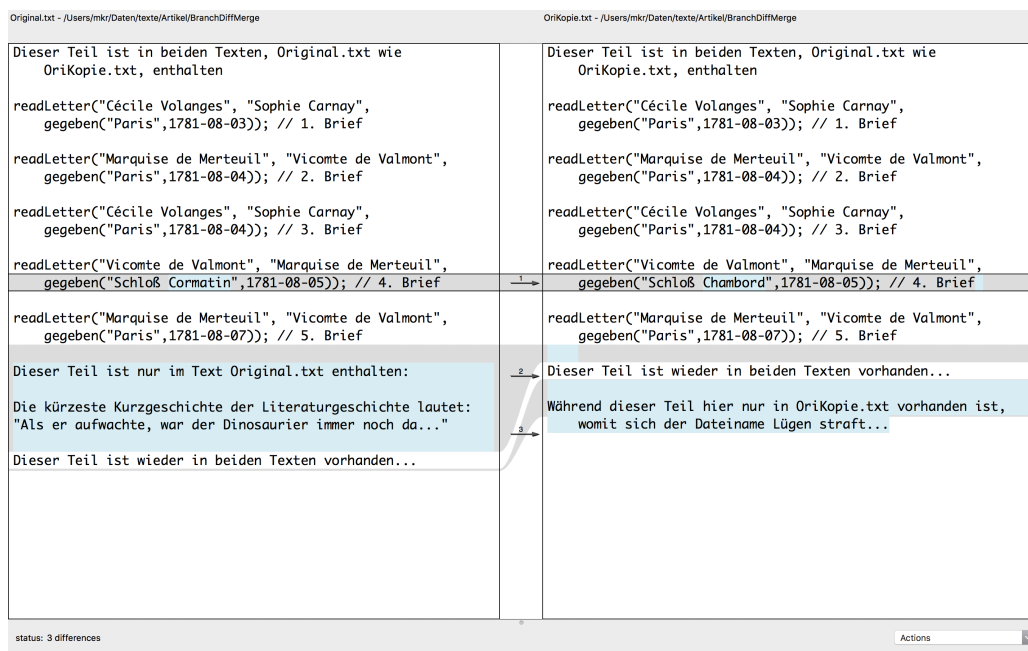 Original.txt - /Users/mkr/Daten/texte/Artikel/BranchDiffMerge
Dieser Teil ist in beiden Texten, Original.txt wie
OriKopie.txt, enthalten
readLetter("Cécile Volanges", "Sophie Carnay",
gegeben("Paris",1781-08-03)); // 1. Brief
readLetter("Marquise de Merteuil", "Vicomte de Valmont",
gegeben("Paris",1781-08-04)); // 2. Brief
readLetter("Cécile Volanges", "Sophie Carnay",
gegeben("Paris",1781-08-04)); // 3. Brief
readLetter("Vicomte de Valmont", "Marquise de Merteuil",
gegeben("Schloß Cormatin",1781-08-05)); // 4. Brief
readLetter("Marquise de Merteuil", "Vicomte de Valmont",
gegeben("Paris",1781-08-07)); // 5. Brief
Dieser Teil ist nur im Text Original.txt enthalten:
Die kürzeste Kurzgeschichte der Literaturgeschichte lautet:
"Als er aufwachte, war der Dinosaurier immer noch da..."
Dieser Teil ist wieder in beiden Texten vorhanden...
1
2
3
OriKopie.txt - /Users/mkr/Daten/texte/Artikel/BranchDiffMerge
Dieser Teil ist in beiden Texten, Original.txt wie
OriKopie.txt, enthalten
readLetter("Cécile Volanges", "Sophie Carnay",
gegeben("Paris",1781-08-03)); // 1. Brief
readLetter("Marquise de Merteuil", "Vicomte de Valmont",
gegeben("Paris",1781-08-04)); // 2. Brief
readLetter("Cécile Volanges", "Sophie Carnay",
gegeben("Paris",1781-08-04)); // 3. Brief
readLetter("Vicomte de Valmont", "Marquise de Merteuil",
gegeben("Schloß Chambord",1781-08-05)); // 4. Brief
readLetter("Marquise de Merteuil", "Vicomte de Valmont",
gegeben("Paris",1781-08-07)); // 5. Brief
Dieser Teil ist wieder in beiden Texten vorhanden...
Während dieser Teil hier nur in OriKopie.txt vorhanden ist,
womit sich der Dateiname Lügen straft...
status: 3 differences
Actions